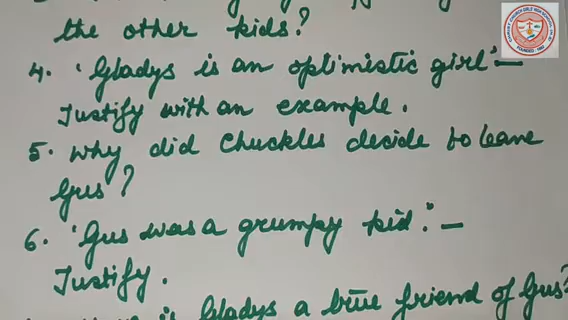 the other kids?
4. 'Gladys is an optimistic girl' —
Justify with an example.
5. Why did Chuckles decide to leave
Gus?
6. 'Gus was a grumpy kid.' —
Justify.
is Gladys a true friend of Gus?